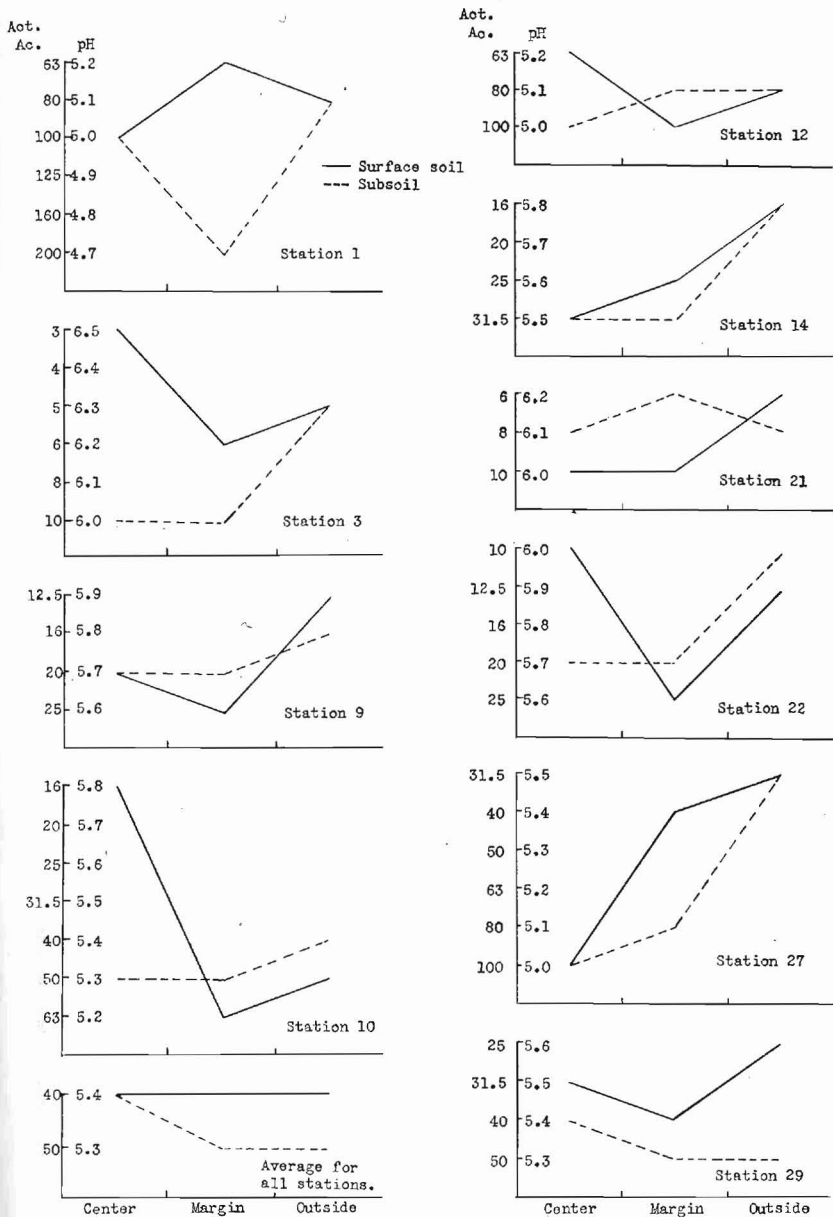 Act.
Ac. pH
63 5.2
80 5.1
100 5.0
125 4.9
160 4.8
200 4.7
Surface soil
Subsoil
Station 1
3 6.5
4 6.4
5 6.3
6 6.2
8 6.1
10 6.0
Station 3
12.5 5.9
16 5.8
20 5.7
25 5.6
Station 9
16 5.8
20 5.7
25 5.6
31.5 5.5
40 5.4
50 5.3
63 5.2
Station 10
40 5.4
50 5.3
Average for
all stations.
Center Margin Outside
Act.
Ac. pH
63 5.2
80 5.1
100 5.0
Station 12
16 5.8
20 5.7
25 5.6
31.5 5.5
Station 14
6 6.2
8 6.1
10 6.0
Station 21
10 6.0
12.5 5.9
16 5.8
20 5.7
25 5.6
Station 22
31.5 5.5
40 5.4
50 5.3
63 5.2
80 5.1
100 5.0
Station 27
25 5.6
31.5 5.5
40 5.4
50 5.3
Station 29
Center Margin Outside